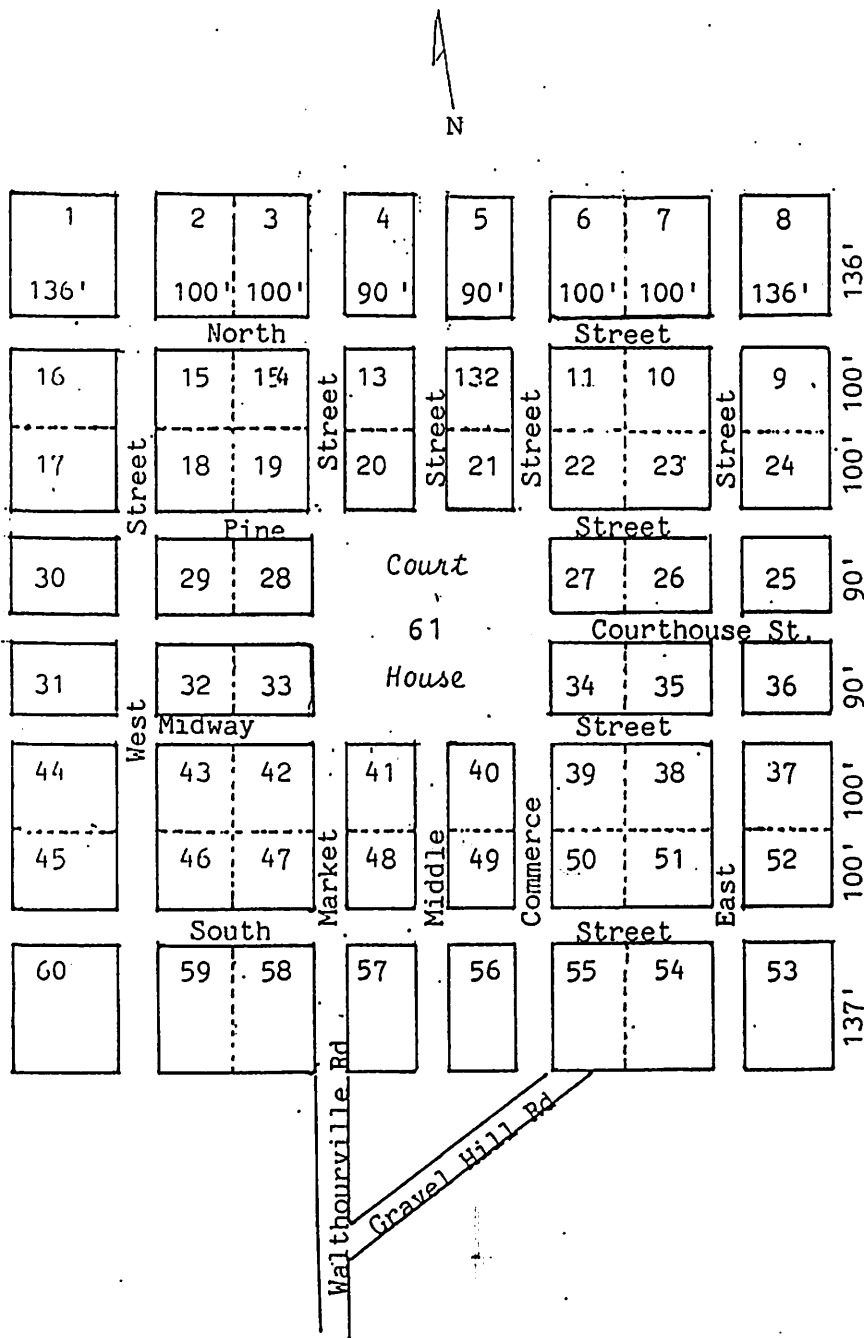 N
1 2 3 4 5 6 7 8
136' 100' 100' 90' 90' 100' 100' 136' 136'
North Street
16 15 154 13 132 11 10 9 100'
Street Street Street Street Street
17 18 19 20 21 22 23 24 100'
Pine Street
30 29 28 Court 27 26 25 90'
61 Courthouse St.
31 32 33 House 34 35 36 90'
West Midway Street
44 43 42 41 40 39 38 37 100'
Market Middle Commerce East
45 46 47 48 49 50 51 52 100'
South Street
60 59 58 57 56 55 54 53 137'
Walthourville Rd
Gravel Hill Rd